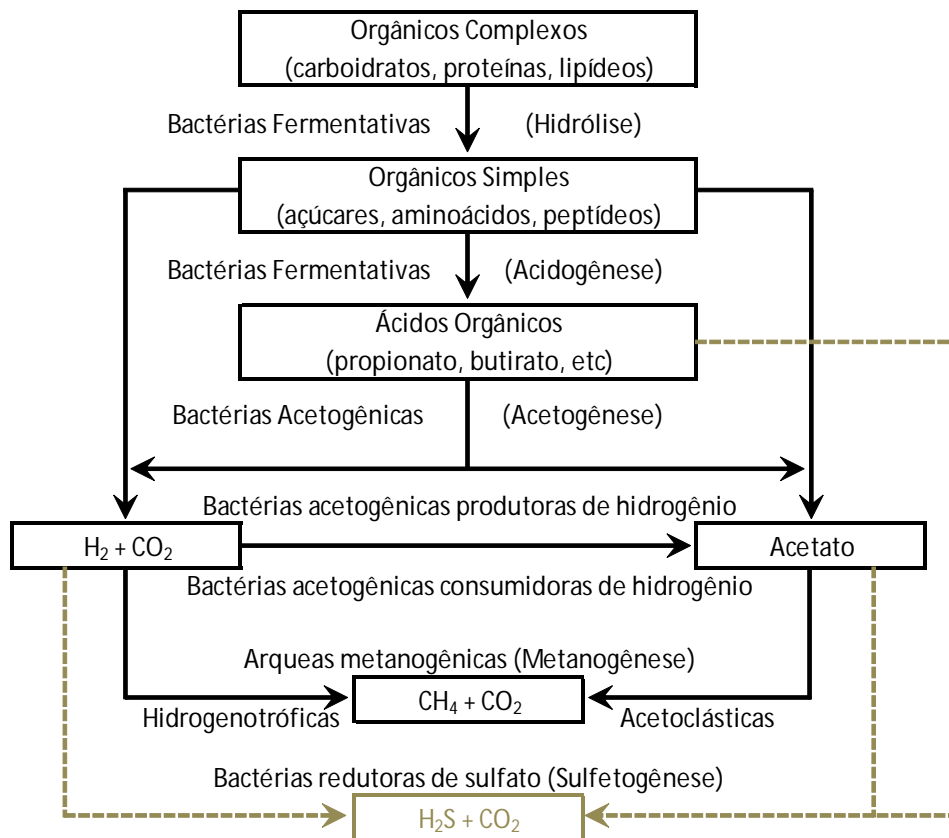 Orgânicos Complexos
(carboidratos, proteínas, lipídeos)
Bactérias Fermentativas (Hidrólise)
Orgânicos Simples
(açúcares, aminoácidos, peptídeos)
Bactérias Fermentativas (Acidogênese)
Ácidos Orgânicos
(propionato, butirato, etc)
Bactérias Acetogênicas (Acetogênese)
Bactérias acetogênicas produtoras de hidrogênio
H₂ + CO₂ Acetato
Bactérias acetogênicas consumidoras de hidrogênio
Arqueas metanogênicas (Metanogênese)
CH₄ + CO₂
Hidrogenotróficas Acetoclásticas
Bactérias redutoras de sulfato (Sulfetogênese)
H₂S + CO₂